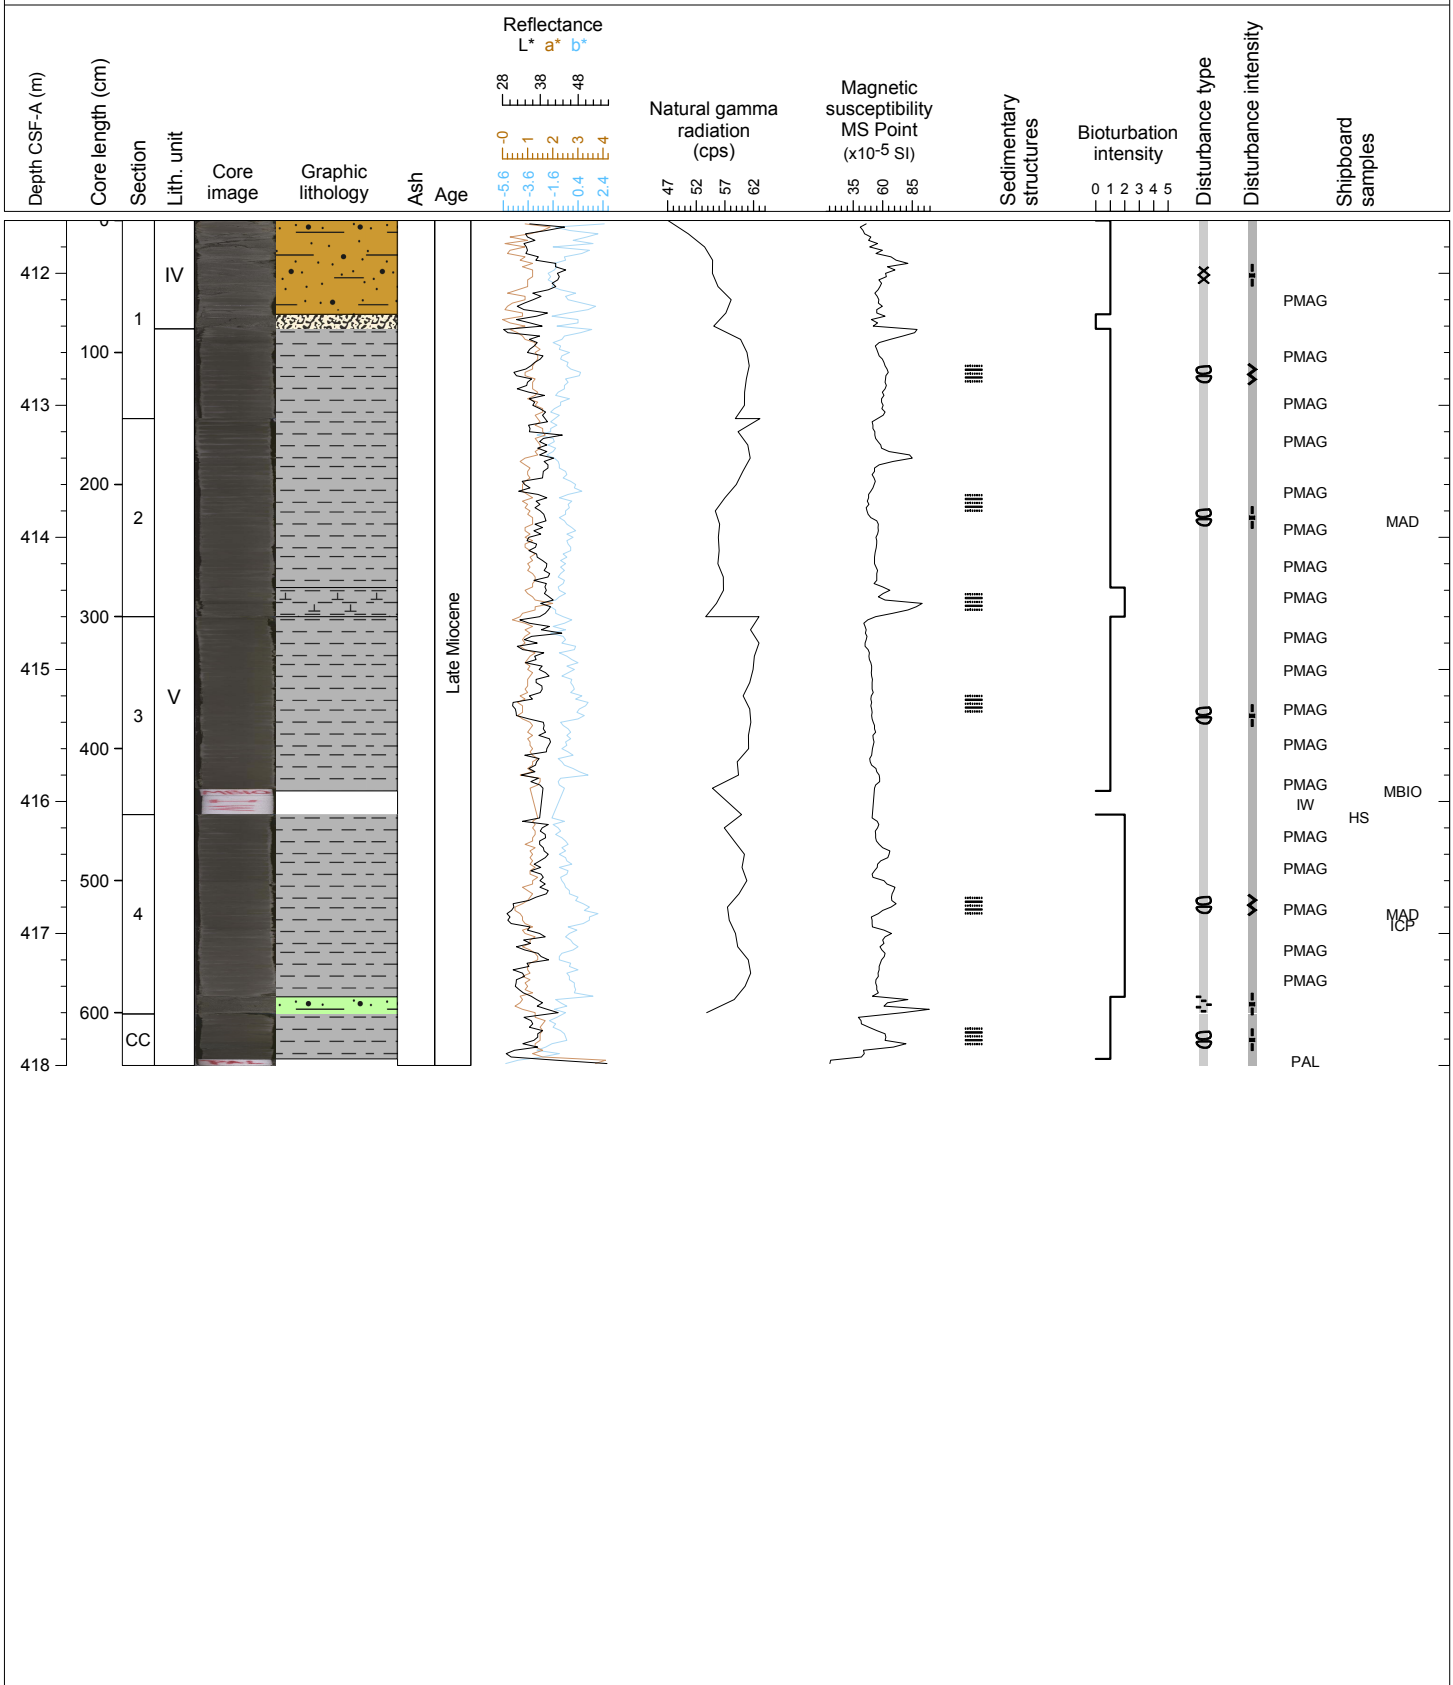 Reflectance
L* a* b*
28 38 48
-0 1 2 3 4
-5.6 -3.6 -1.6 0.4 2.4
Depth CSF-A (m)
Core length (cm)
Section
Lith. unit
Core
image
Graphic
lithology
Ash
Age
Natural gamma
radiation
(cps)
47 52 57 62
Magnetic
susceptibility
MS Point
(x10-5 SI)
35 60 85
Sedimentary
structures
Bioturbation
intensity
0 1 2 3 4 5
Disturbance type
Disturbance intensity
Shipboard
samples
0
412
IV
PMAG
1
100
PMAG
413
PMAG
PMAG
200
PMAG
2
MAD
414
PMAG
PMAG
PMAG
300
PMAG
415
Late Miocene
PMAG
V
3
PMAG
400
PMAG
PMAG
MBIO
MBIO
416
IW
HS
PMAG
500
PMAG
4
PMAG
MAD
ICP
417
PMAG
PMAG
600
CC
418
PAL
PAL